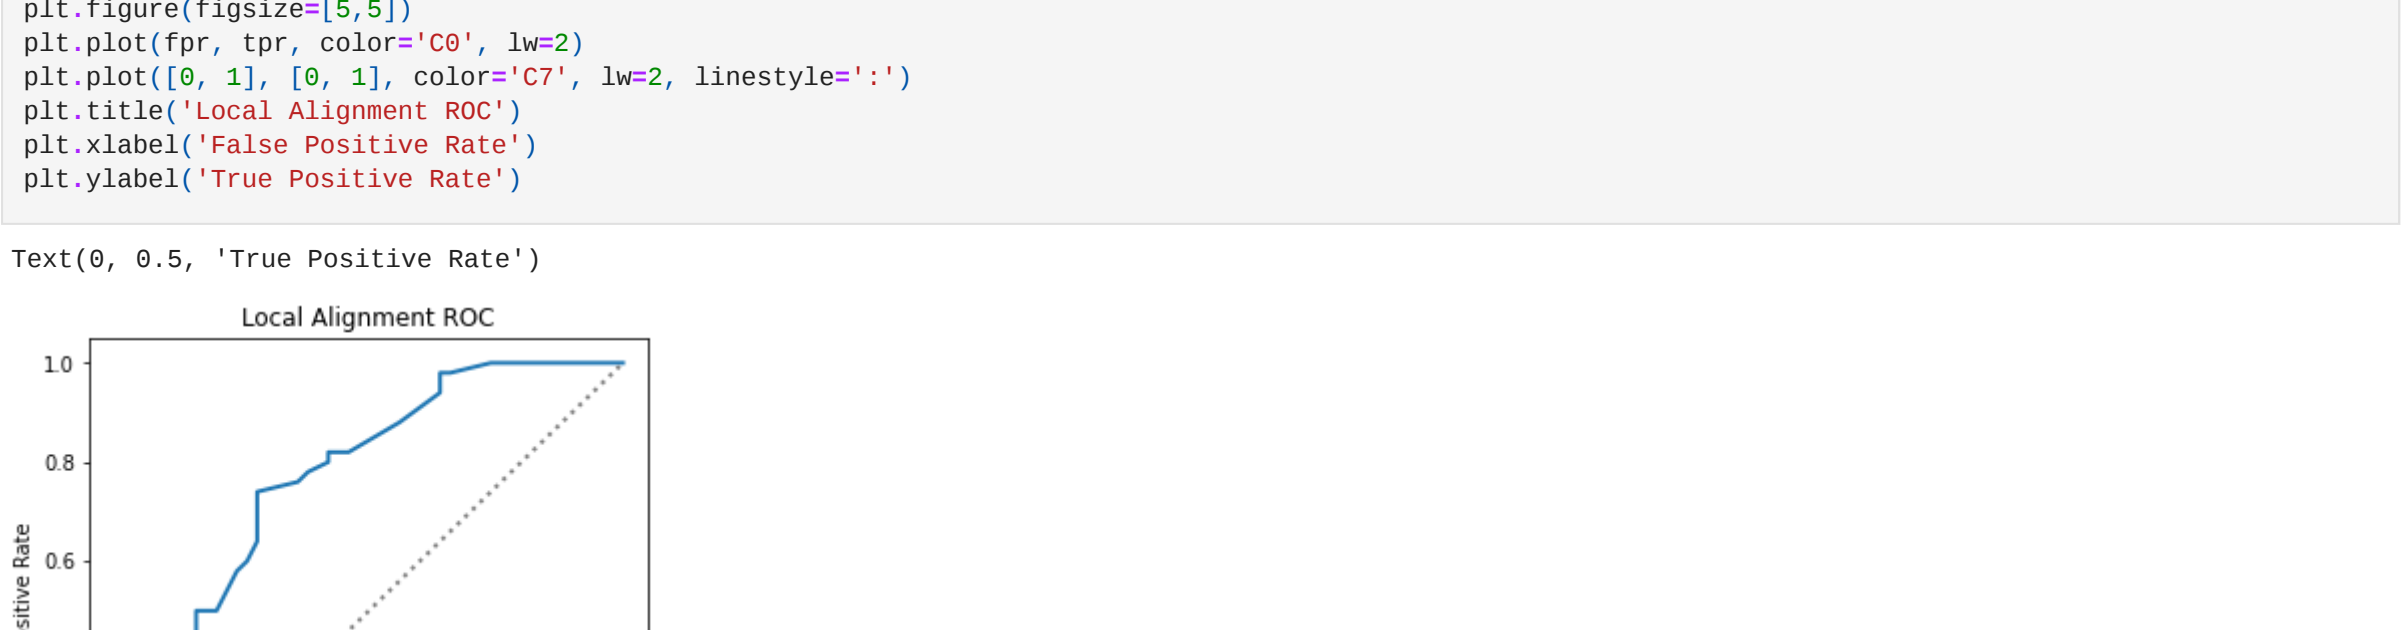 plt.figure(figsize=[5,5])
plt.plot(fpr, tpr, color='C0', lw=2)
plt.plot([0, 1], [0, 1], color='C7', lw=2, linestyle=':')
plt.title('Local Alignment ROC')
plt.xlabel('False Positive Rate')
plt.ylabel('True Positive Rate')
Text(0, 0.5, 'True Positive Rate')
Local Alignment ROC
1.0
0.8
0.6
sitive Rate